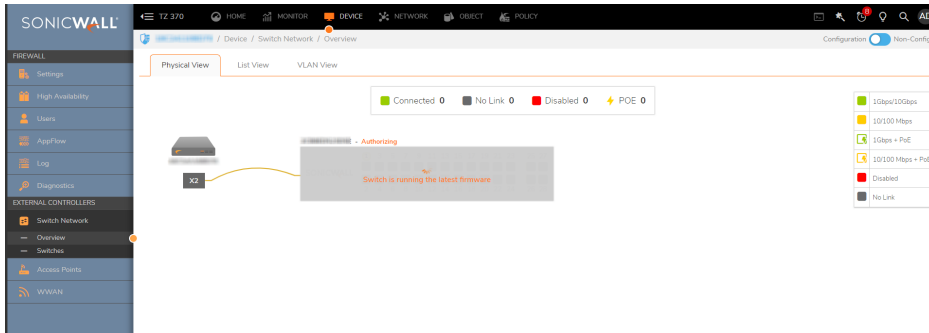 SONICWALL
TZ 370
HOME
MONITOR
DEVICE
NETWORK
OBJECT
POLICY
8
/ Device / Switch Network / Overview
Configuration
Non-Config
FIREWALL
Settings
High Availability
Users
AppFlow
Log
Diagnostics
EXTERNAL CONTROLLERS
Switch Network
Overview
Switches
Access Points
WWAN
Physical View
List View
VLAN View
Connected 0
No Link 0
Disabled 0
POE 0
X2
- Authorizing
Switch is running the latest firmware
1Gbps/10Gbps
10/100 Mbps
1Gbps + PoE
10/100 Mbps + PoE
Disabled
No Link